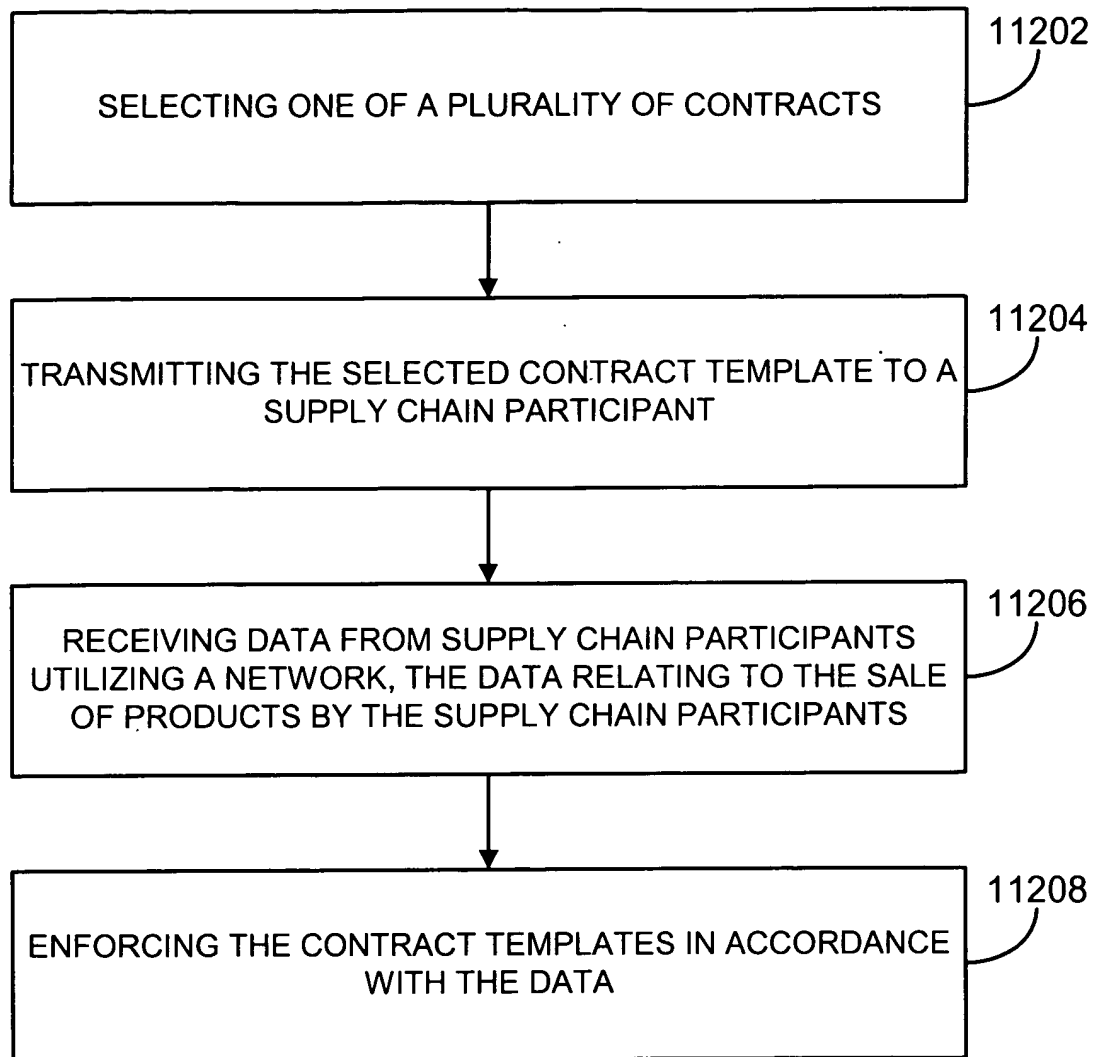 11202
SELECTING ONE OF A PLURALITY OF CONTRACTS
11204
TRANSMITTING THE SELECTED CONTRACT TEMPLATE TO A
SUPPLY CHAIN PARTICIPANT
11206
RECEIVING DATA FROM SUPPLY CHAIN PARTICIPANTS
UTILIZING A NETWORK, THE DATA RELATING TO THE SALE
OF PRODUCTS BY THE SUPPLY CHAIN PARTICIPANTS
11208
ENFORCING THE CONTRACT TEMPLATES IN ACCORDANCE
WITH THE DATA